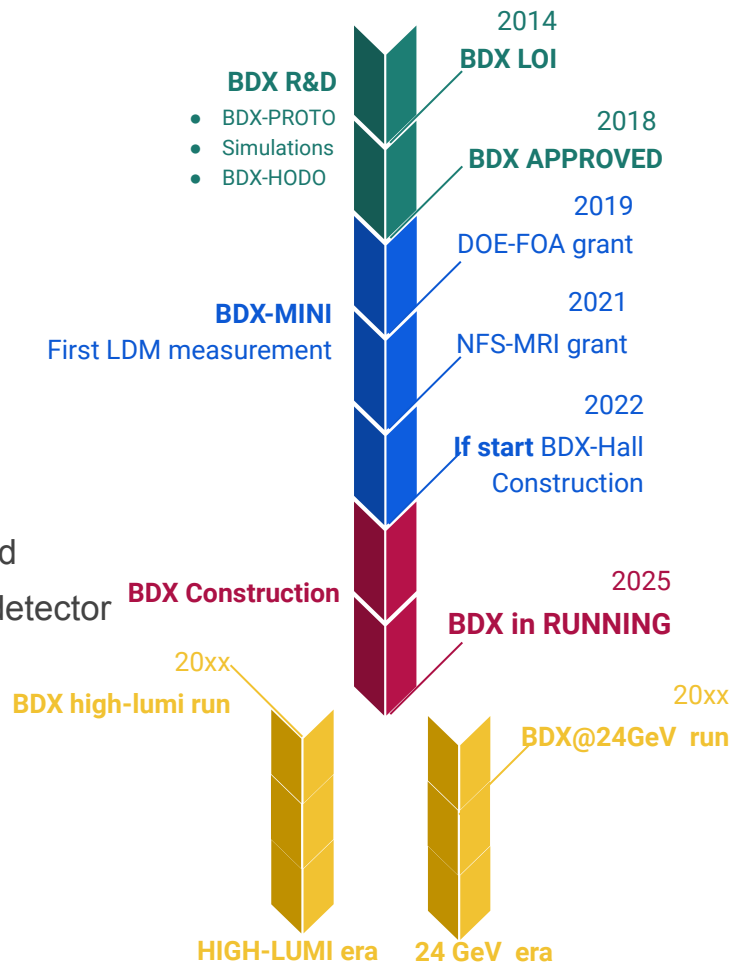 2014
BDX LOI
BDX R&D
● BDX-PROTO
● Simulations
● BDX-HODO
2018
BDX APPROVED
2019
DOE-FOA grant
BDX-MINI
First LDM measurement
2021
NFS-MRI grant
2022
If start BDX-Hall
Construction
d
detector
BDX Construction
2025
BDX in RUNNING
20xx
BDX high-lumi run
20xx
BDX@24GeV run
HIGH-LUMI era
24 GeV era